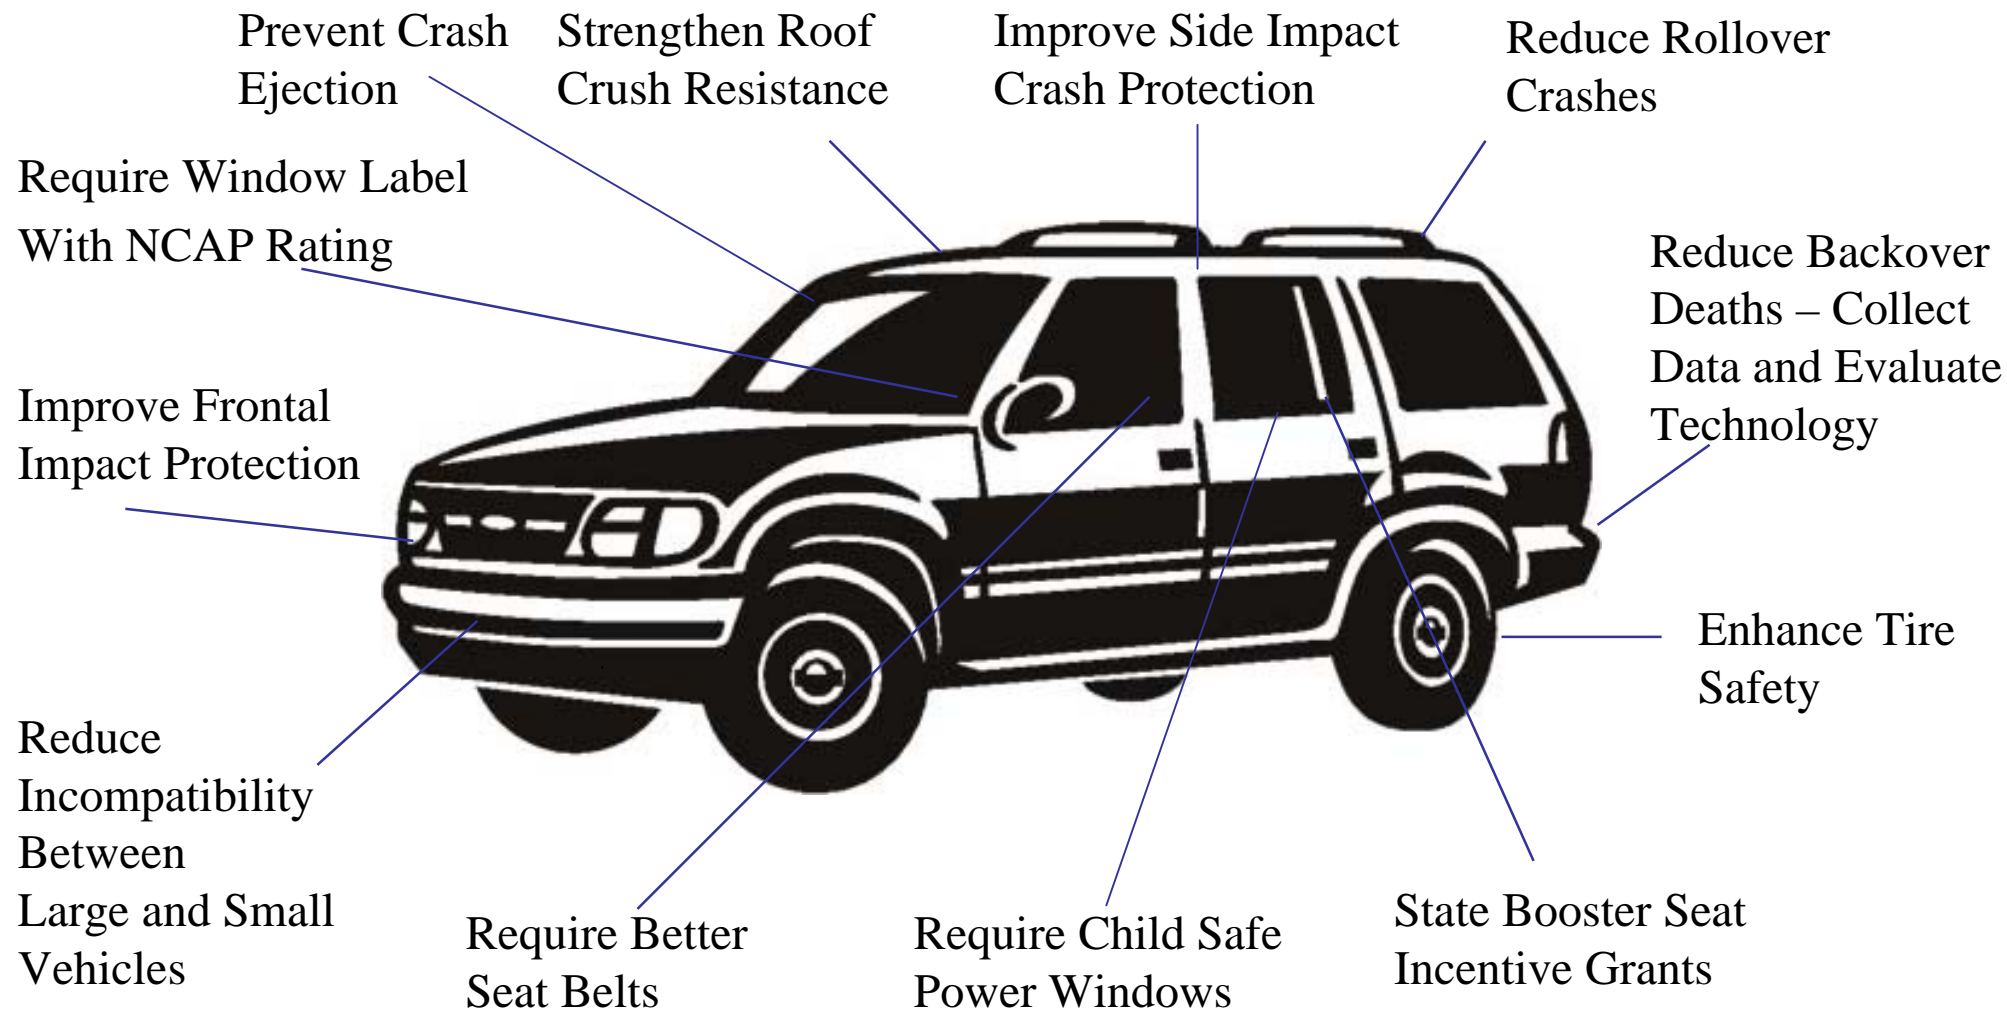 Prevent Crash
Ejection
Strengthen Roof
Crush Resistance
Improve Side Impact
Crash Protection
Reduce Rollover
Crashes
Require Window Label
With NCAP Rating
Reduce Backover
Deaths – Collect
Data and Evaluate
Technology
Improve Frontal
Impact Protection
Enhance Tire
Safety
Reduce
Incompatibility
Between
Large and Small
Vehicles
Require Better
Seat Belts
Require Child Safe
Power Windows
State Booster Seat
Incentive Grants